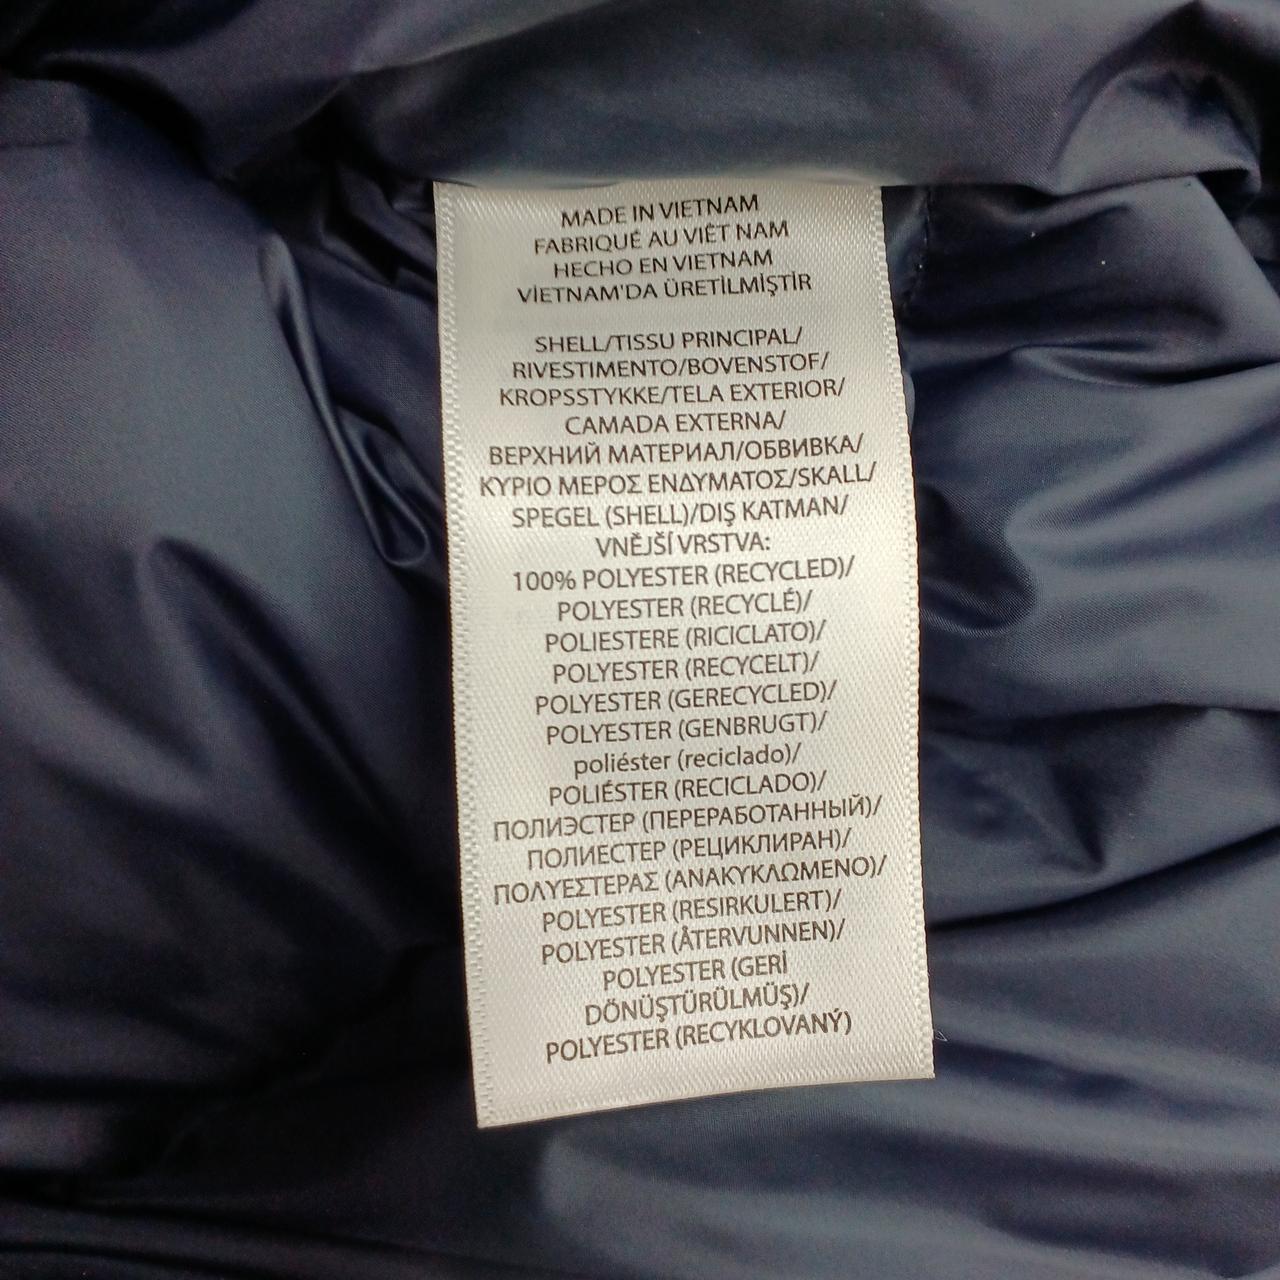 MADE IN VIETNAM
FABRIQUÉ AU VIÊT NAM
HECHO EN VIETNAM
VİETNAM'DA ÜRETİLMİŞTİR
SHELL/TISSU PRINCIPAL/
RIVESTIMENTO/BOVENSTOF/
KROPSSTYKKE/TELA EXTERIOR/
CAMADA EXTERNA/
ВЕРХНИЙ МАТЕРИАЛ/ОБВИВКА/
ΚΥΡΙΟ ΜΕΡΟΣ ΕΝΔΥΜΑΤΟΣ/SKALL/
SPEGEL (SHELL)/DIŞ KATMAN/
VNĚJŠÍ VRSTVA:
100% POLYESTER (RECYCLED)/
POLYESTER (RECYCLÉ)/
POLIESTERE (RICICLATO)/
POLYESTER (RECYCELT)/
POLYESTER (GERECYCLED)/
POLYESTER (GENBRUGT)/
poliéster (reciclado)/
POLIÉSTER (RECICLADO)/
ПОЛИЭСТЕР (ПЕРЕРАБОТАННЫЙ)/
ПОЛИЕСТЕР (РЕЦИКЛИРАН)/
ΠΟΛΥΕΣΤΕΡΑΣ (ΑΝΑΚΥΚΛΩΜΕΝΟ)/
POLYESTER (RESIRKULERT)/
POLYESTER (ÅTERVUNNEN)/
POLYESTER (GERİ
DÖNÜŞTÜRÜLMÜŞ)/
POLYESTER (RECYKLOVANÝ)